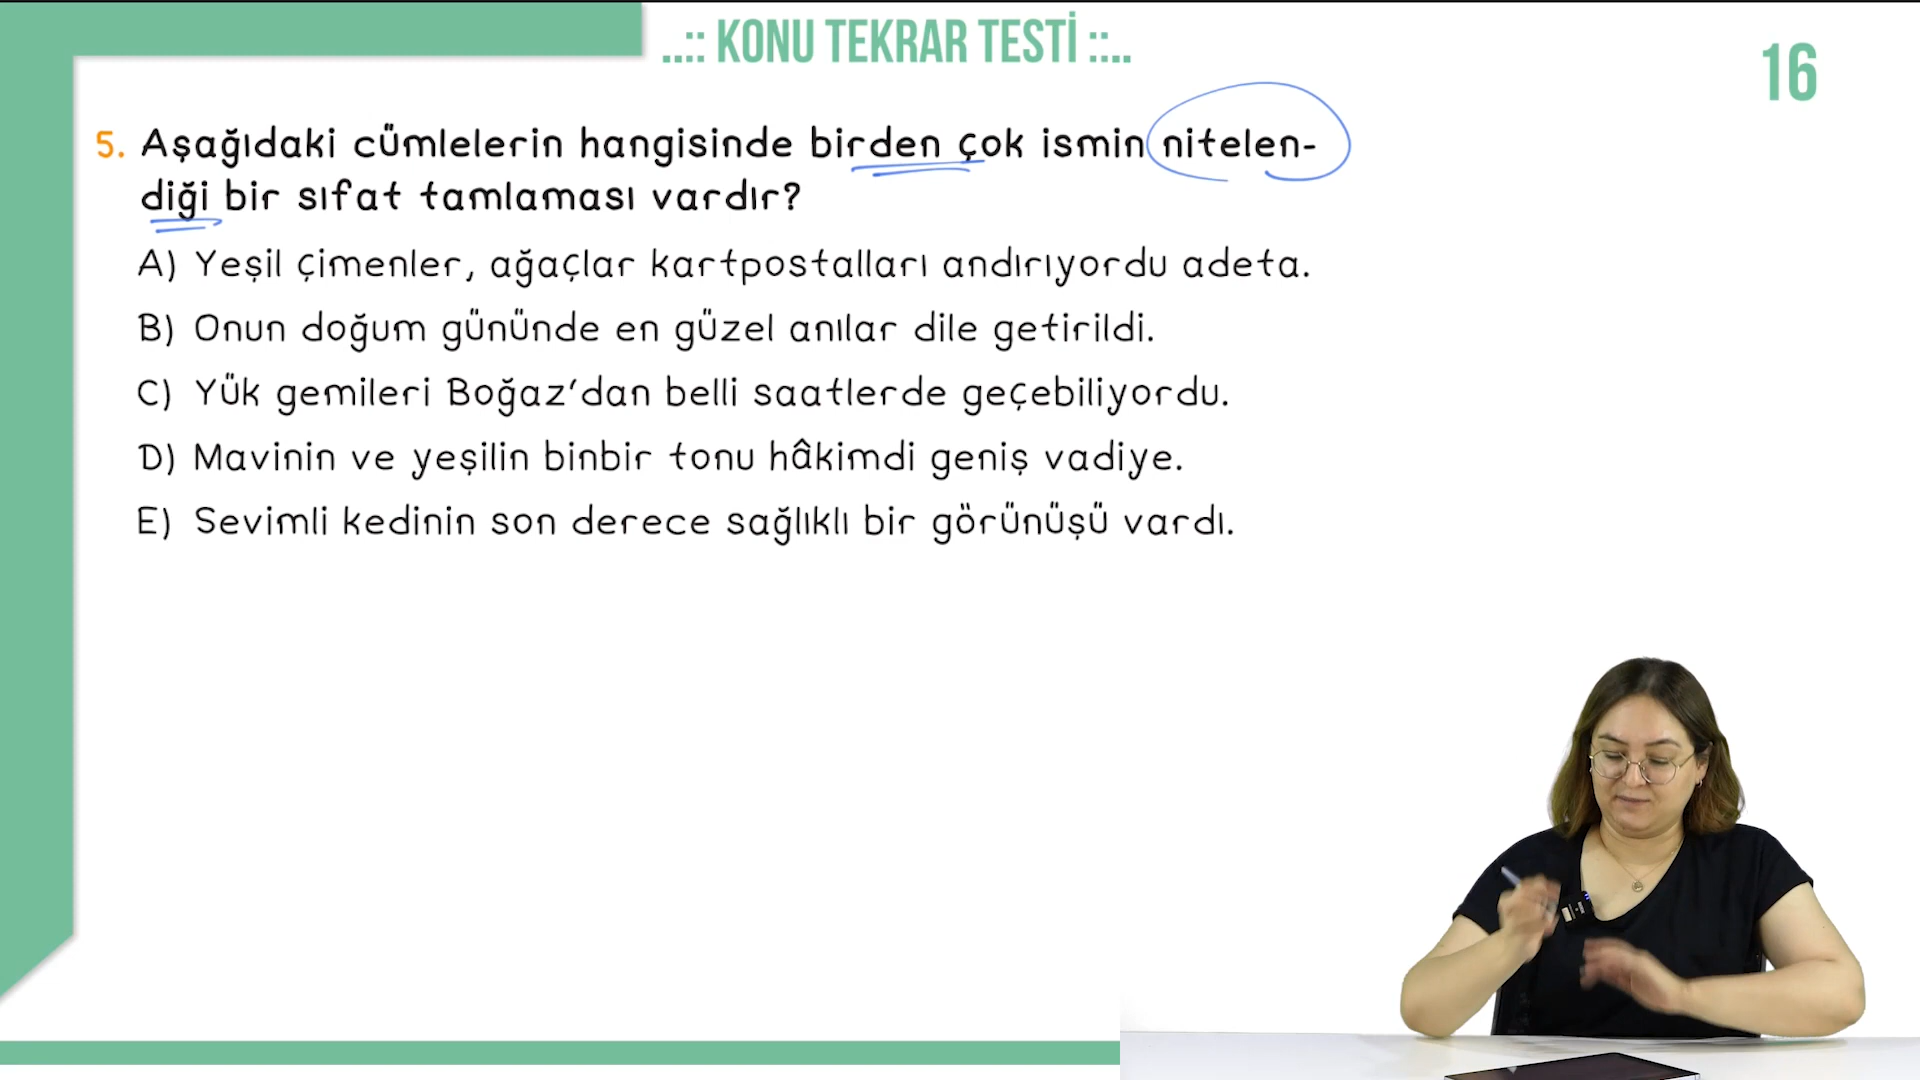 ..:: KONU TEKRAR TESTİ ::..
16
5. Aşağıdaki cümlelerin hangisinde birden çok ismin nitelen-
diği bir sıfat tamlaması vardır?
A) Yeşil çimenler, ağaçlar kartpostalları andırıyordu adeta.
B) Onun doğum gününde en güzel anılar dile getirildi.
C) Yük gemileri Boğaz'dan belli saatlerde geçebiliyordu.
D) Mavinin ve yeşilin binbir tonu hâkimdi geniş vadiye.
E) Sevimli kedinin son derece sağlıklı bir görünüşü vardı.